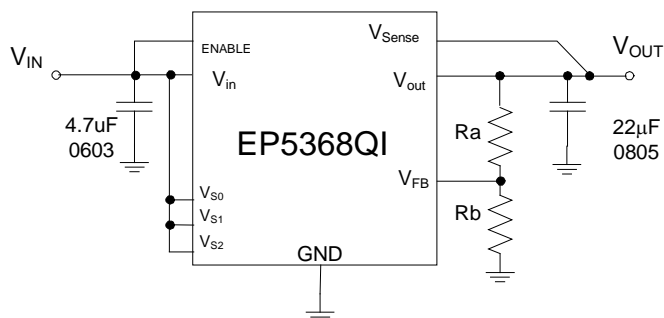 V_IN
ENABLE
V_in
4.7uF
0603
V_S0
V_S1
V_S2
EP5368QI
GND
V_Sense
V_out
V_FB
Ra
Rb
V_OUT
22μF
0805